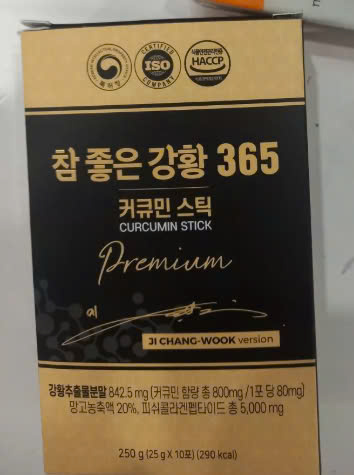 CERTIFIED
ISO
COMPANY
HACCP
참 좋은 강황 365
커큐민 스틱
CURCUMIN STICK
Premium
JI CHANG-WOOK version
강황추출물분말 842.5 mg (커큐민 함량 총 800mg /1포 당 80mg)
망고농축액 20%, 피쉬콜라겐펩타이드 총 5,000 mg
250 g (25 g X 10포) (290 kcal)